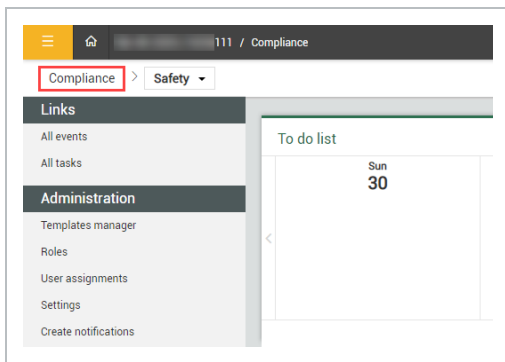 111 / Compliance
Compliance > Safety
Links
All events
All tasks
Administration
Templates manager
Roles
User assignments
Settings
Create notifications
To do list
Sun
30